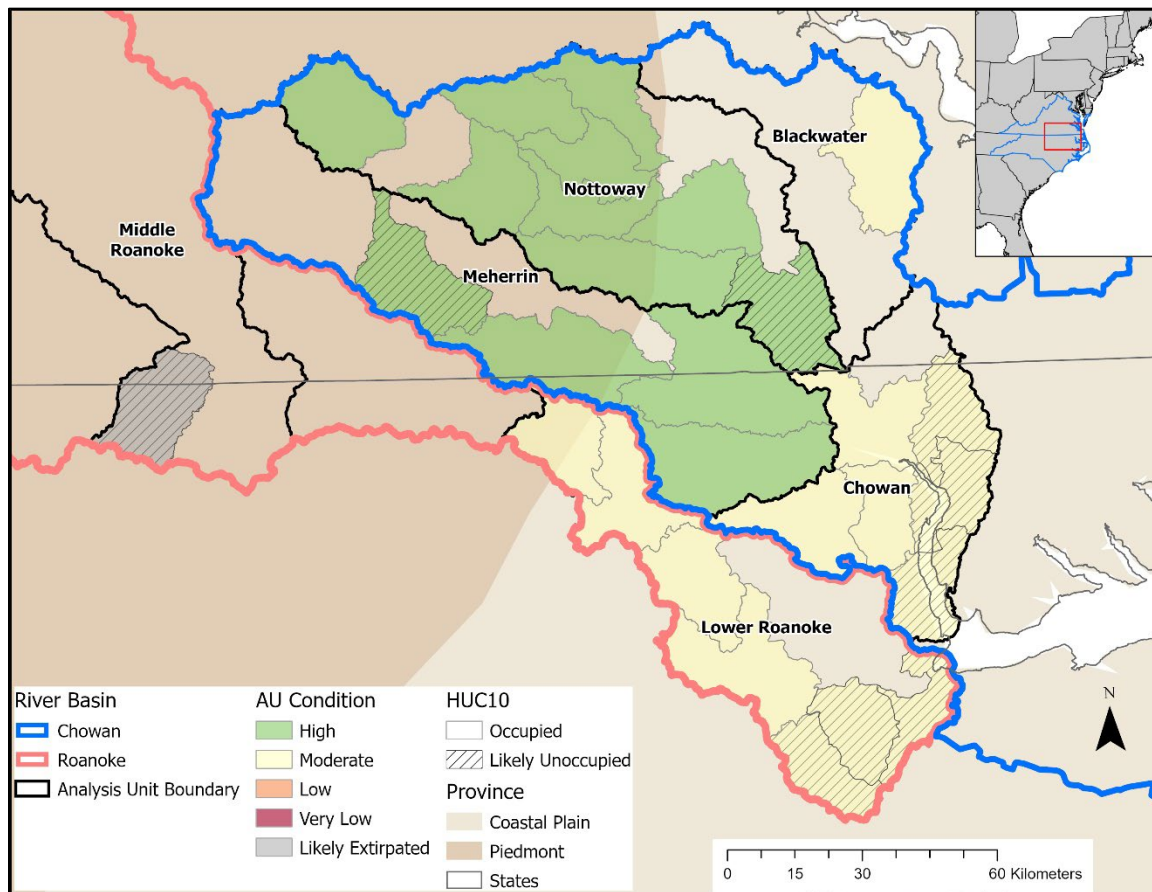 Blackwater
Nottoway
Middle
Roanoke
Meherrin
Chowan
Lower Roanoke
N
River Basin
Chowan
Roanoke
Analysis Unit Boundary
AU Condition
High
Moderate
Low
Very Low
Likely Extirpated
HUC10
Occupied
Likely Unoccupied
Province
Coastal Plain
Piedmont
States
0 15 30 60 Kilometers